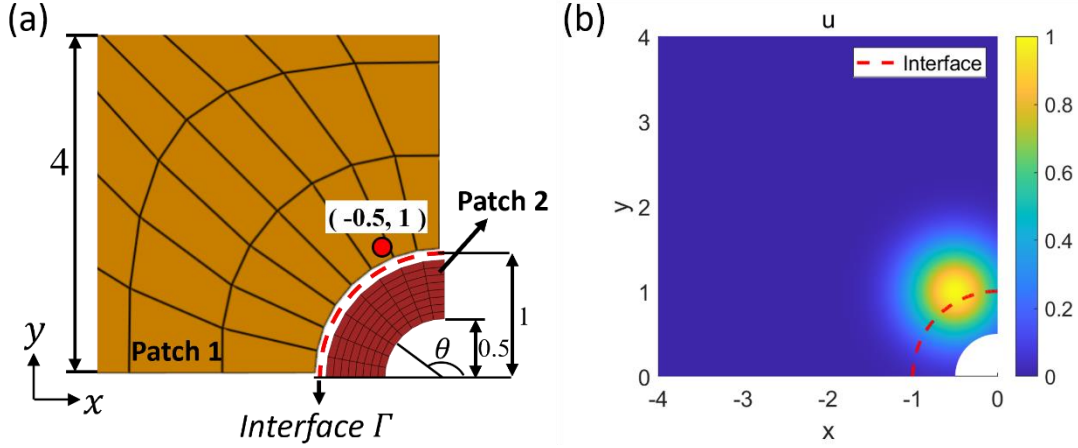 (a)
4
( -0.5, 1 )
Patch 2
Patch 1
1
0.5
θ
y
x
Interface Γ
(b)
u
Interface
4
3
2
1
0
y
-4
-3
-2
-1
0
x
1
0.8
0.6
0.4
0.2
0